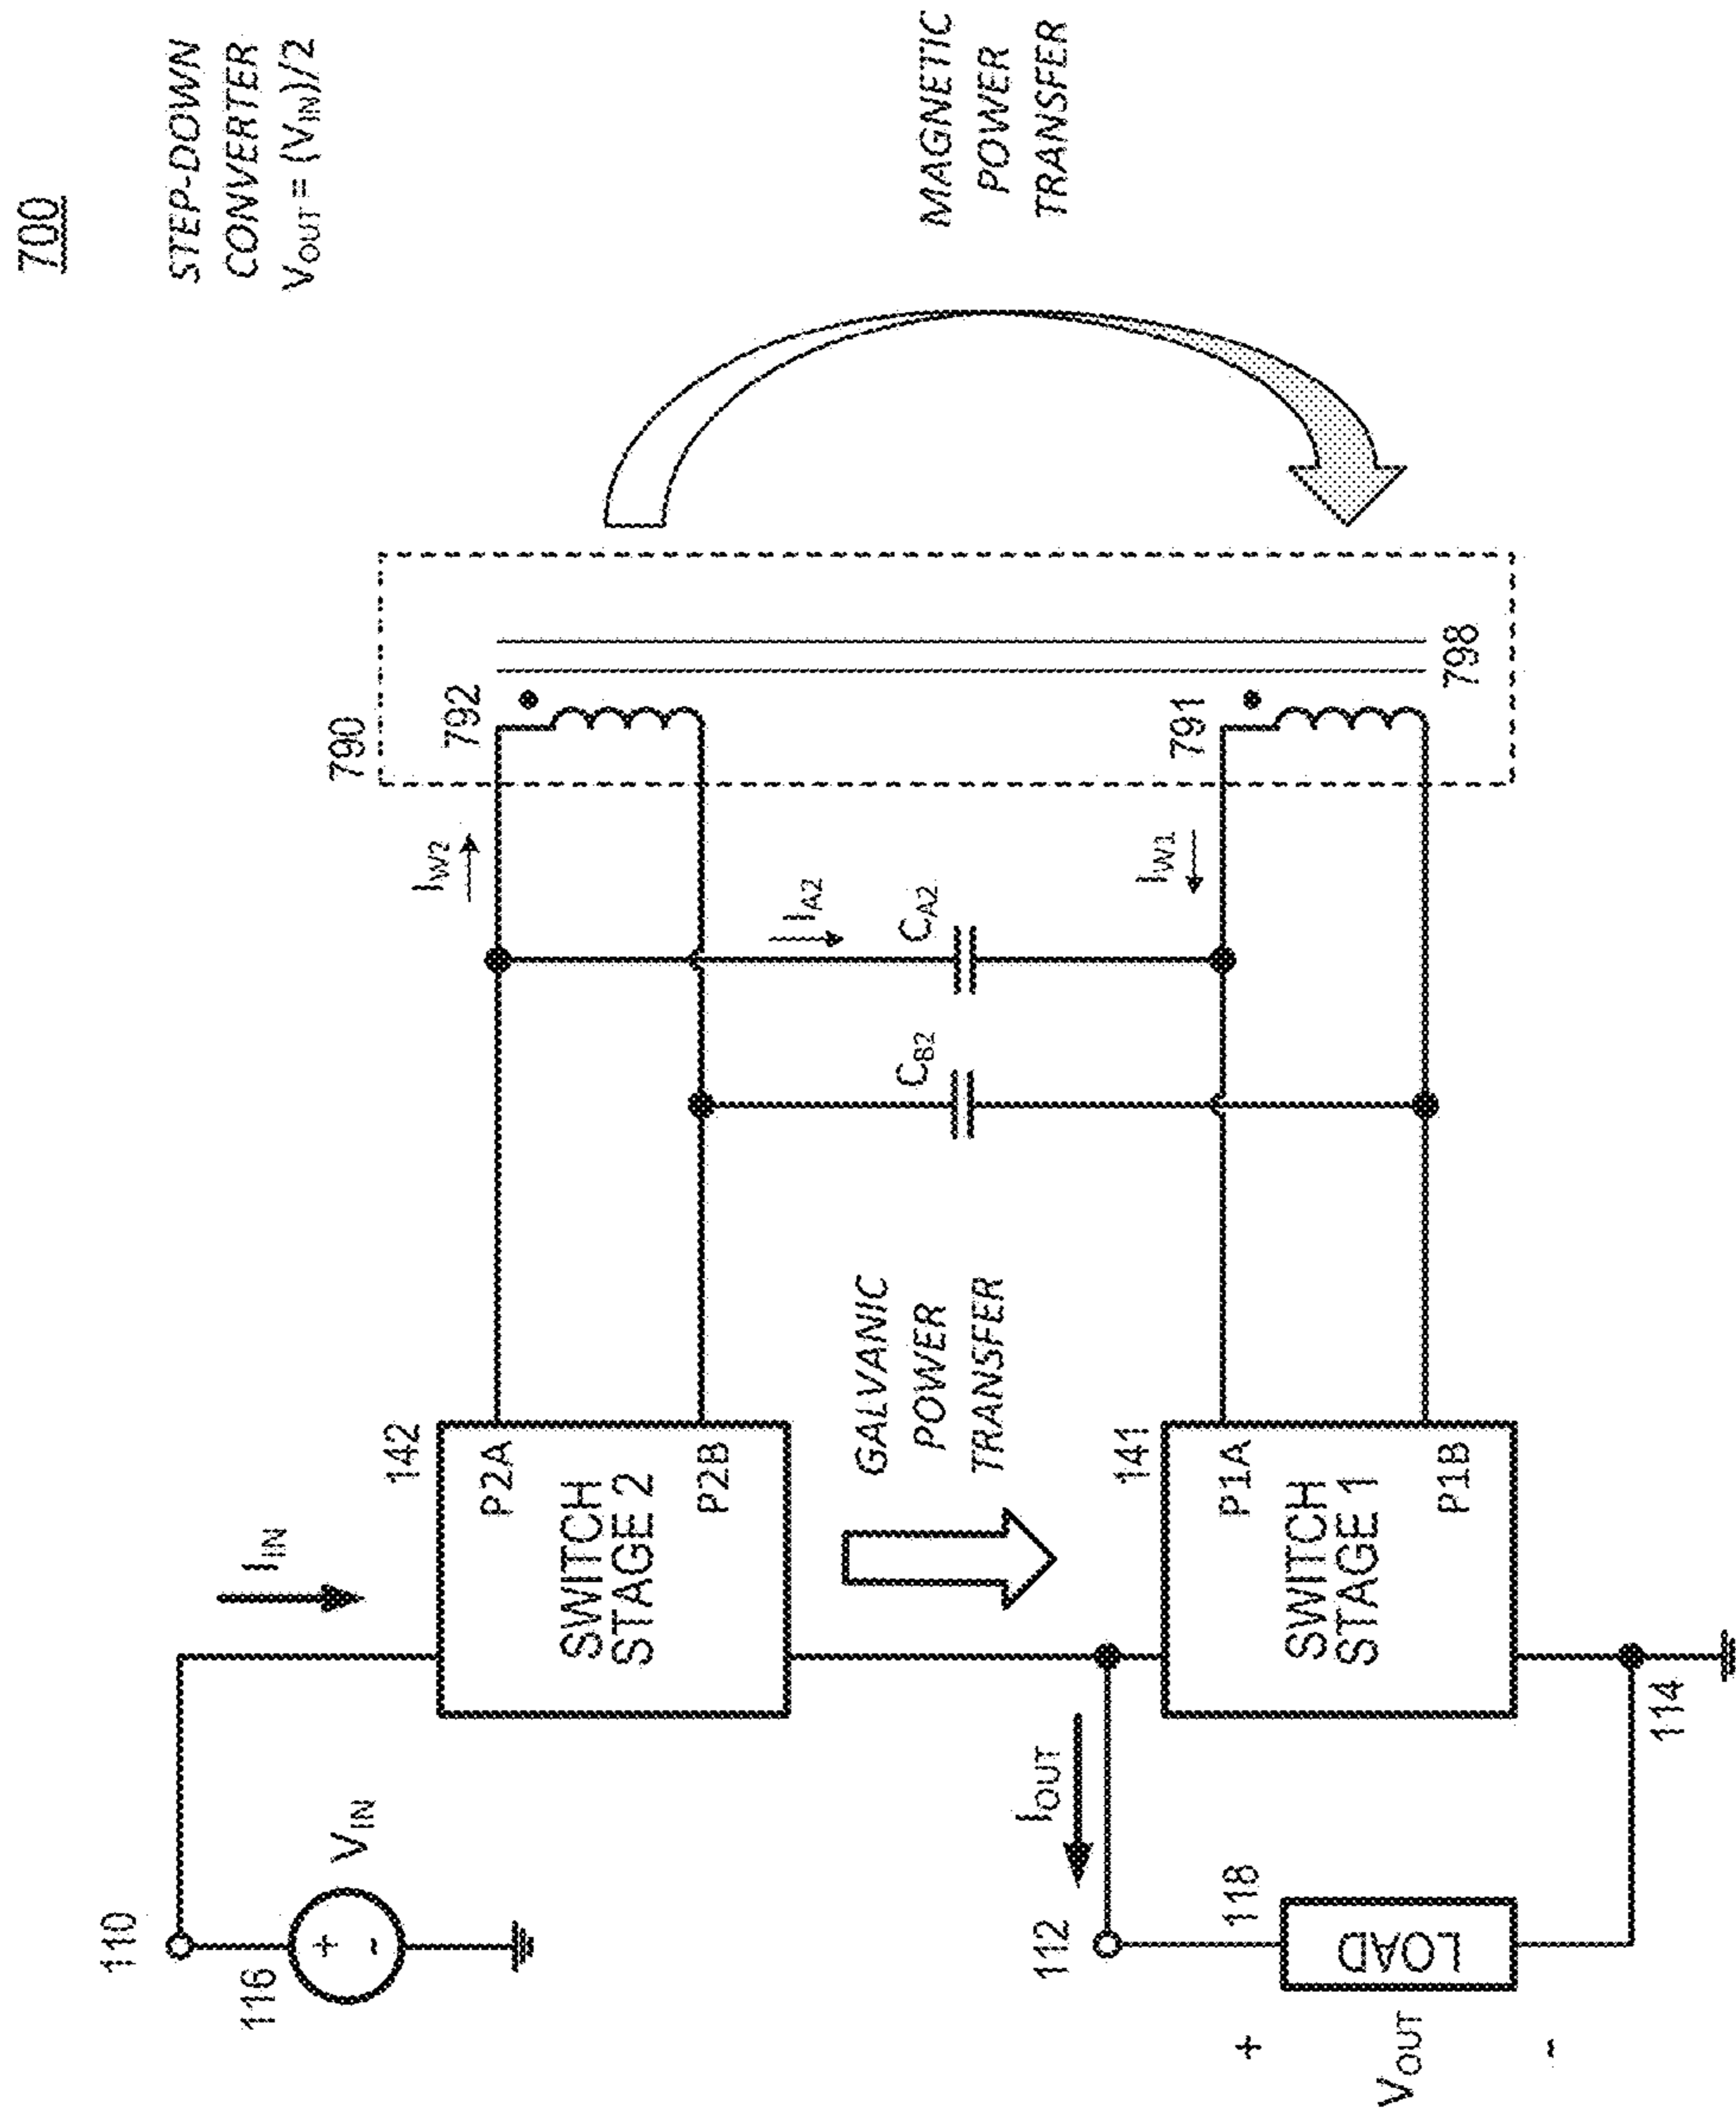 700
STEP-DOWN
CONVERTER
VOUT = (VIN)/2
MAGNETIC
POWER
TRANSFER
790
792
791
798
IW2
IA2
CA2
IW1
CB2
GALVANIC
POWER
TRANSFER
142
P2A
SWITCH
STAGE 2
P2B
141
P1A
SWITCH
STAGE 1
P1B
IIN
110
116
+
-
VIN
IOUT
112
118
LOAD
114
+
VOUT
-